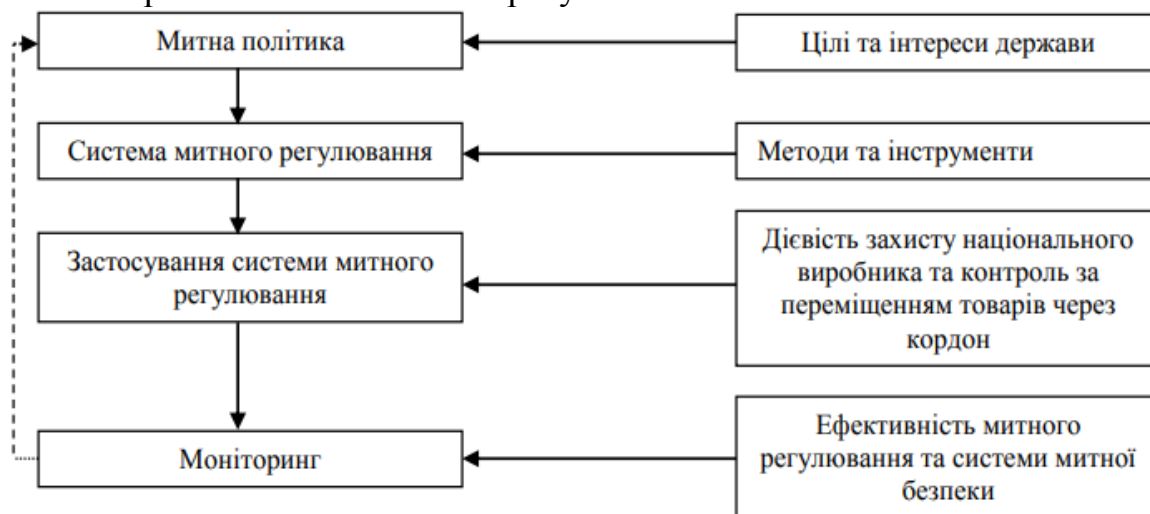 Митна політика
Цілі та інтереси держави
Система митного регулювання
Методи та інструменти
Застосування системи митного
регулювання
Дієвість захисту національного
виробника та контроль за
переміщенням товарів через
кордон
Моніторинг
Ефективність митного
регулювання та системи митної
безпеки